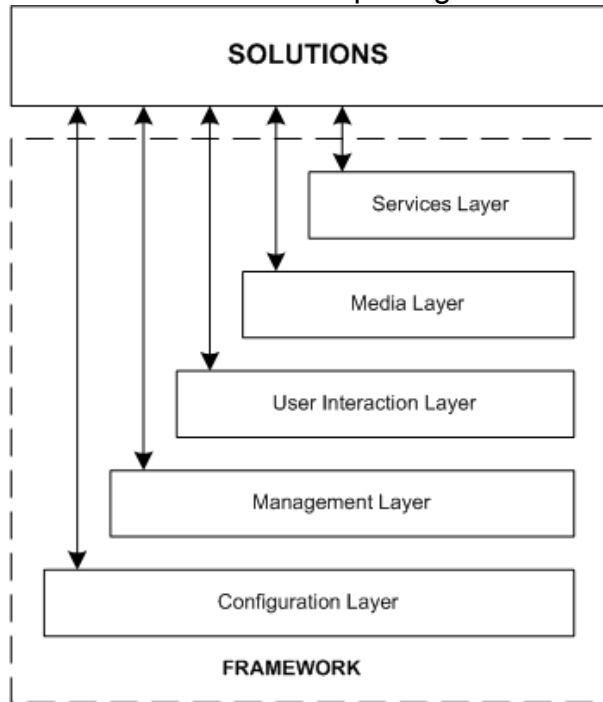 SOLUTIONS
Services Layer
Media Layer
User Interaction Layer
Management Layer
Configuration Layer
FRAMEWORK